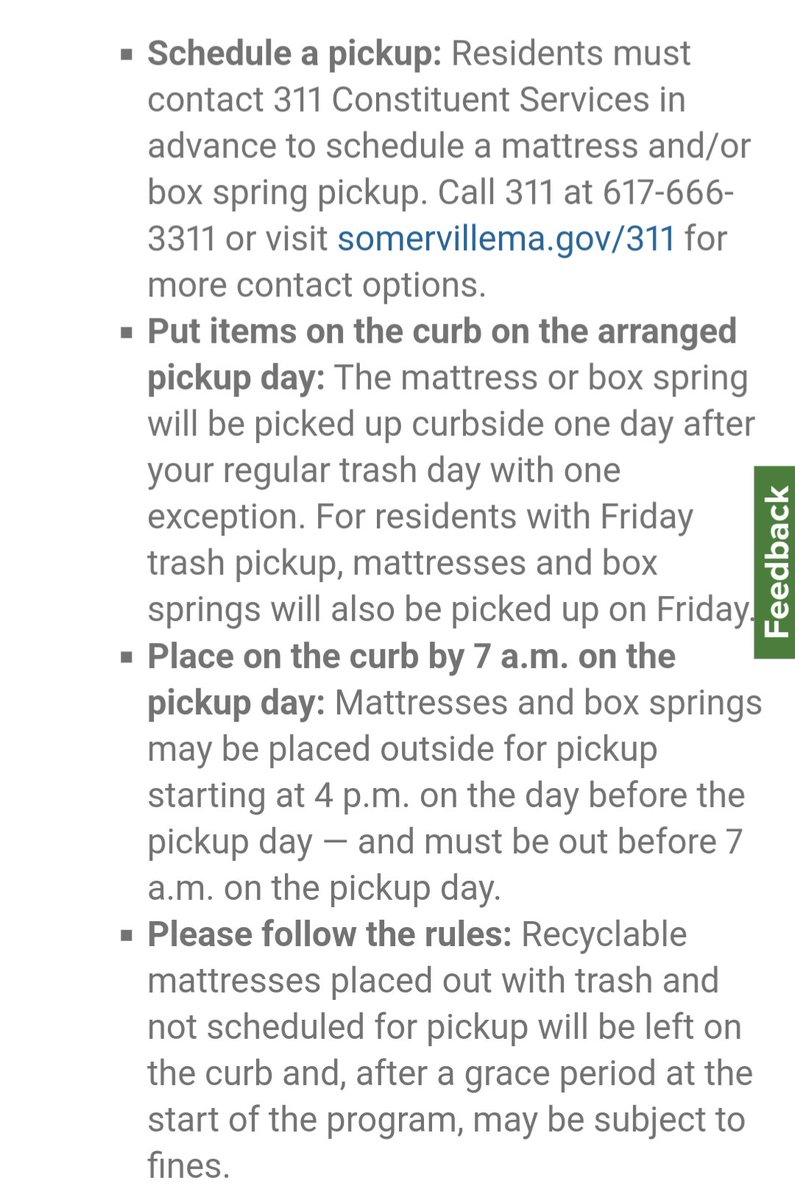 ▪ Schedule a pickup: Residents must
contact 311 Constituent Services in
advance to schedule a mattress and/or
box spring pickup. Call 311 at 617-666-
3311 or visit somervillema.gov/311 for
more contact options.
▪ Put items on the curb on the arranged
pickup day: The mattress or box spring
will be picked up curbside one day after
your regular trash day with one
exception. For residents with Friday
trash pickup, mattresses and box
springs will also be picked up on Friday.
▪ Place on the curb by 7 a.m. on the
pickup day: Mattresses and box springs
may be placed outside for pickup
starting at 4 p.m. on the day before the
pickup day — and must be out before 7
a.m. on the pickup day.
▪ Please follow the rules: Recyclable
mattresses placed out with trash and
not scheduled for pickup will be left on
the curb and, after a grace period at the
start of the program, may be subject to
fines.
Feedback